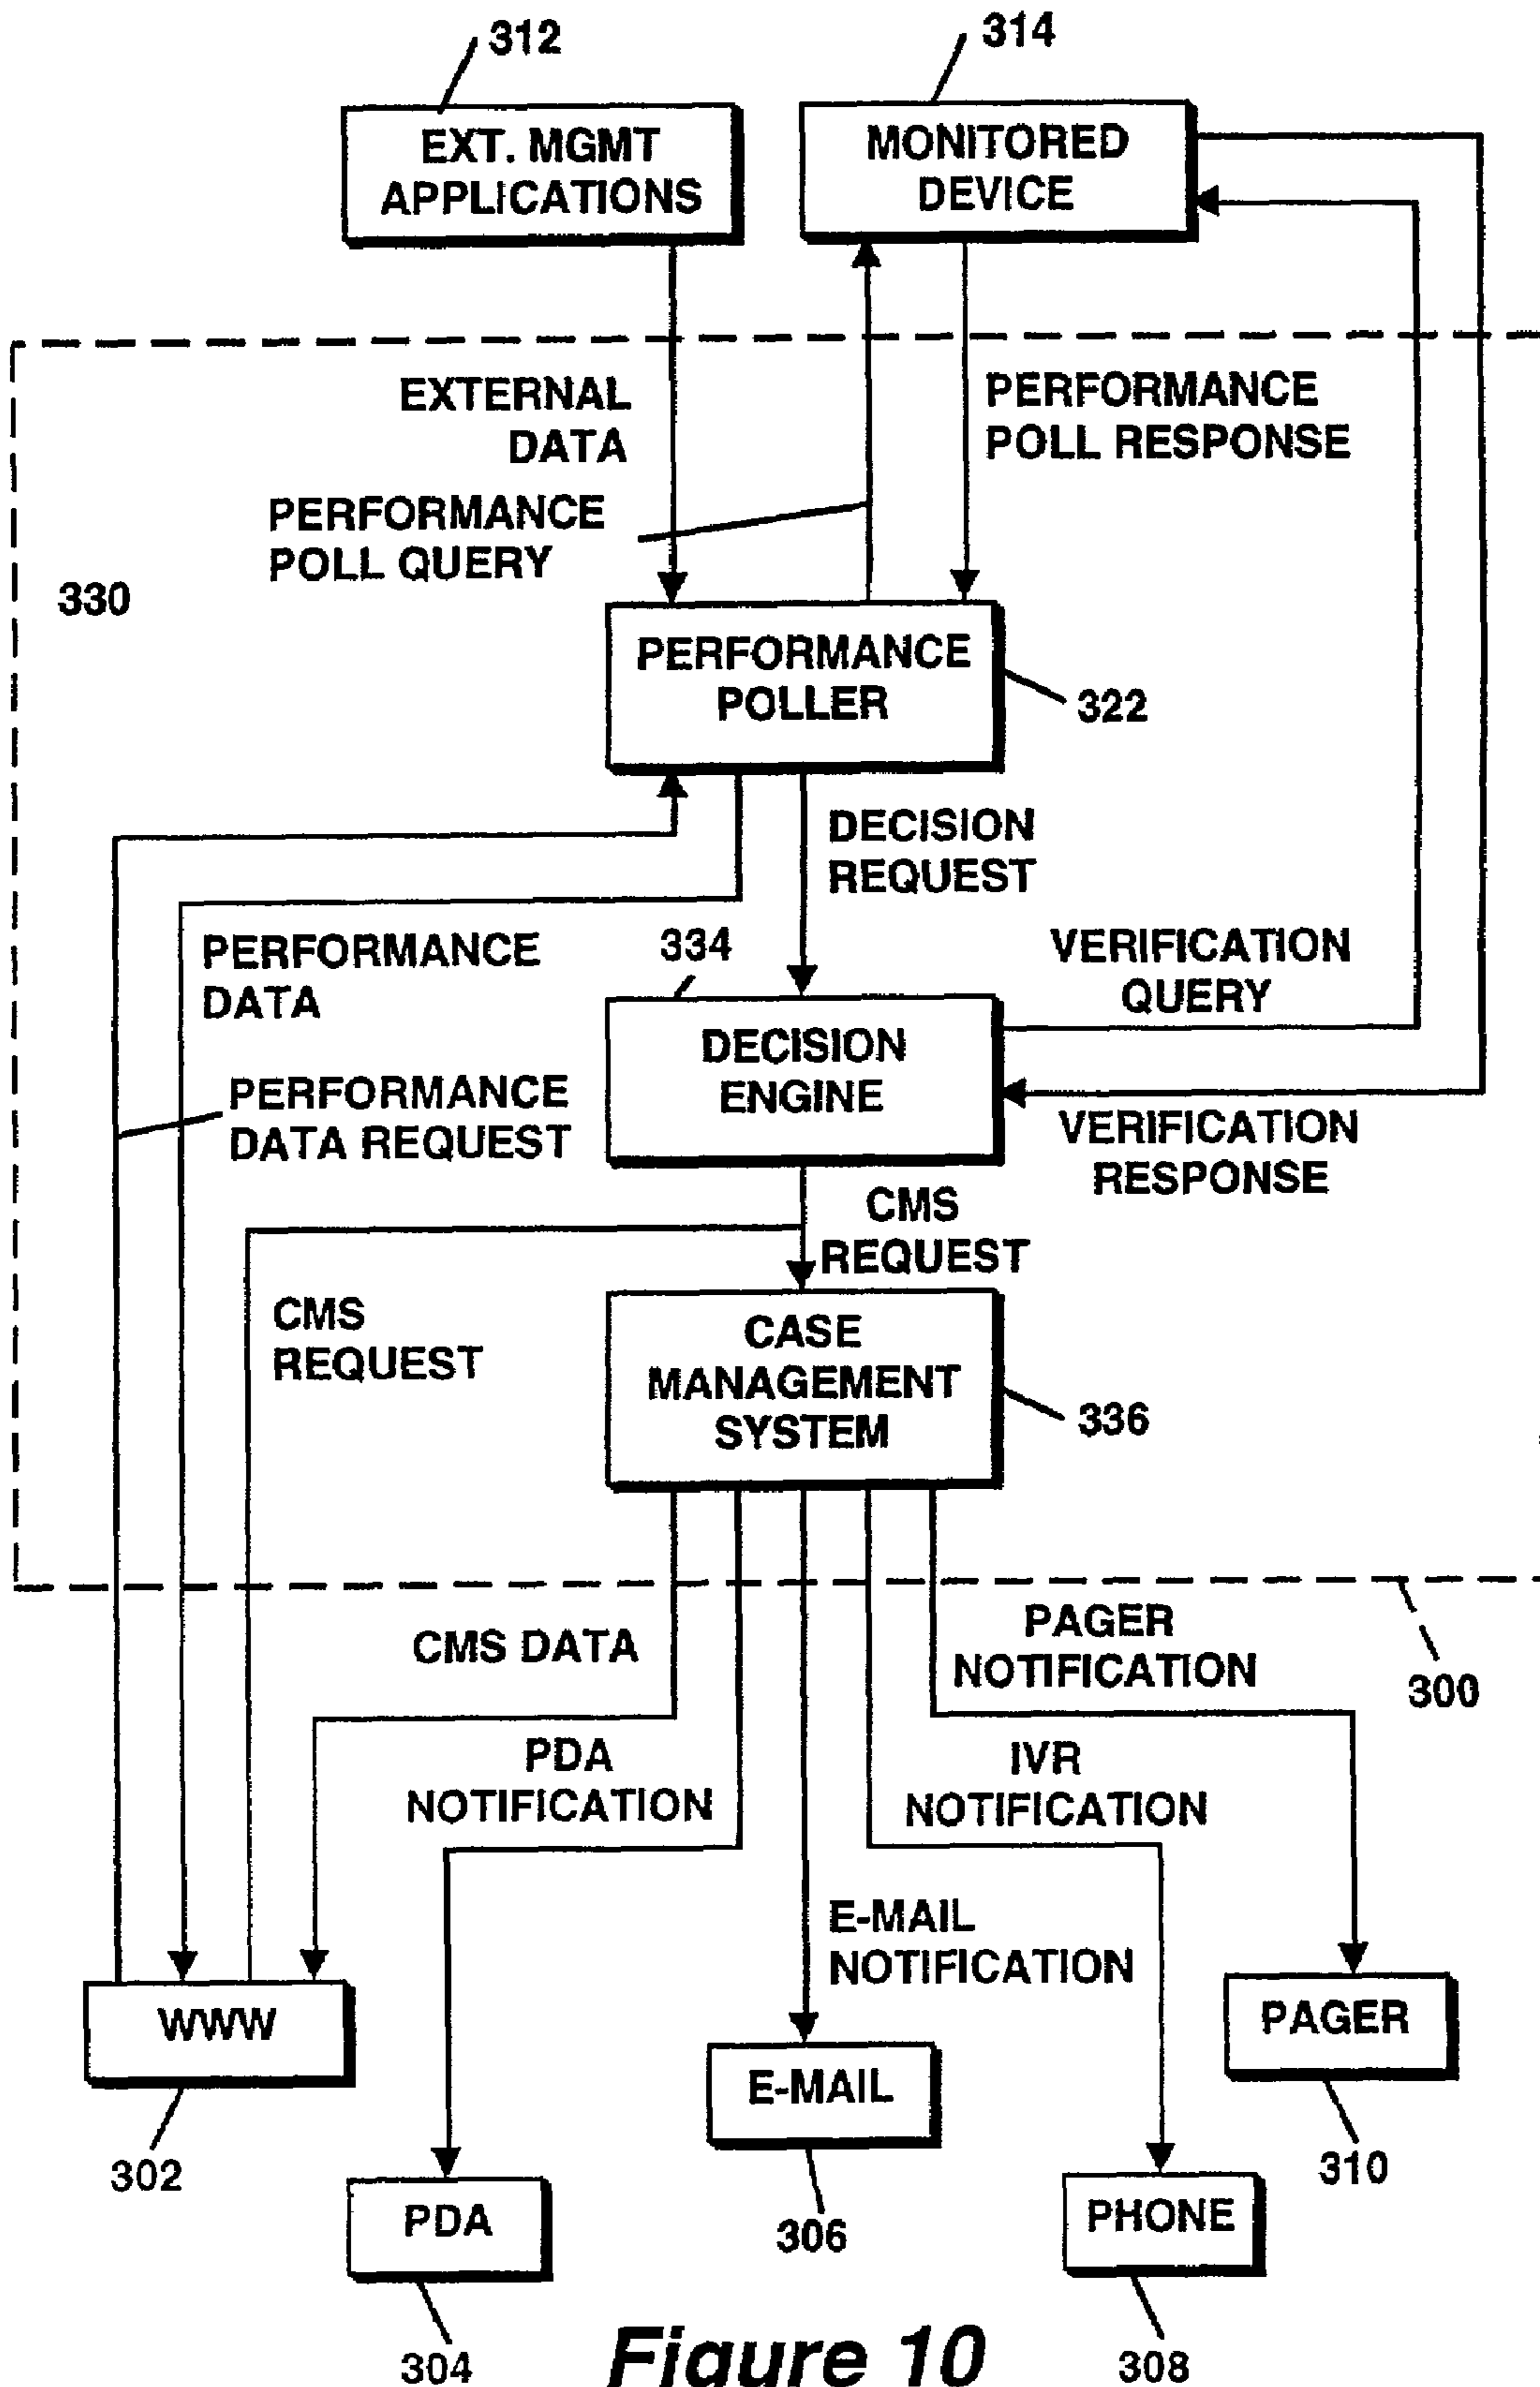 312
314
EXT. MGMT
APPLICATIONS
MONITORED
DEVICE
EXTERNAL
DATA
PERFORMANCE
POLL RESPONSE
PERFORMANCE
POLL QUERY
330
PERFORMANCE
POLLER
322
DECISION
REQUEST
PERFORMANCE
DATA
334
VERIFICATION
QUERY
DECISION
ENGINE
PERFORMANCE
DATA REQUEST
VERIFICATION
RESPONSE
CMS
REQUEST
CMS
REQUEST
CASE
MANAGEMENT
SYSTEM
336
CMS DATA
PAGER
NOTIFICATION
300
PDA
NOTIFICATION
IVR
NOTIFICATION
E-MAIL
NOTIFICATION
WWW
PAGER
E-MAIL
302
310
PDA
306
PHONE
304
308
Figure 10